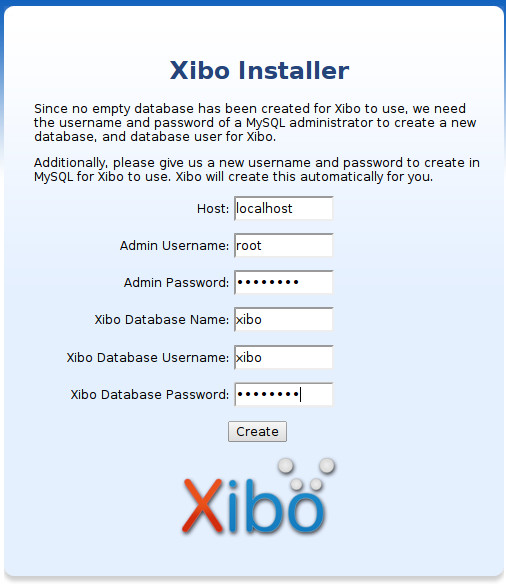 Xibo Installer
Since no empty database has been created for Xibo to use, we need
the username and password of a MySQL administrator to create a new
database, and database user for Xibo.
Additionally, please give us a new username and password to create in
MySQL for Xibo to use. Xibo will create this automatically for you.
Host: localhost
Admin Username: root
Admin Password: ••••••••
Xibo Database Name: xibo
Xibo Database Username: xibo
Xibo Database Password: ••••••••
Create
Xibo